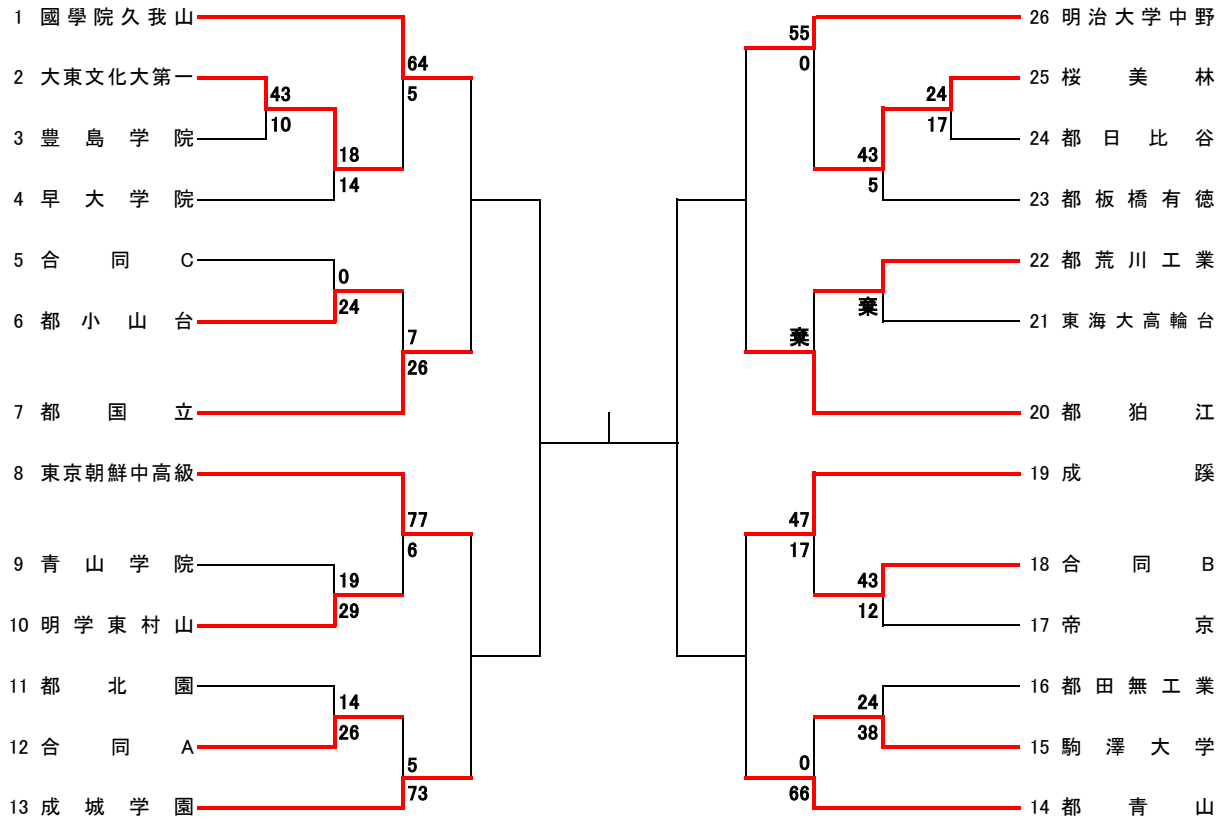 1 國學院久我山
2 大東文化大第一
3 豊島学院
4 早大学院
5 合同C
6 都小山台
7 都国立
8 東京朝鮮中高級
9 青山学院
10 明学東村山
11 都北園
12 合同A
13 成城学園
64
5
43
10
18
14
0
24
7
26
77
6
19
29
14
26
5
73
55
0
24
17
43
5
棄
棄
47
17
43
12
24
38
0
66
26 明治大学中野
25 桜美林
24 都日比谷
23 都板橋有徳
22 都荒川工業
21 東海大高輪台
20 都狛江
19 成蹊
18 合同B
17 帝京
16 都田無工業
15 駒澤大学
14 都青山